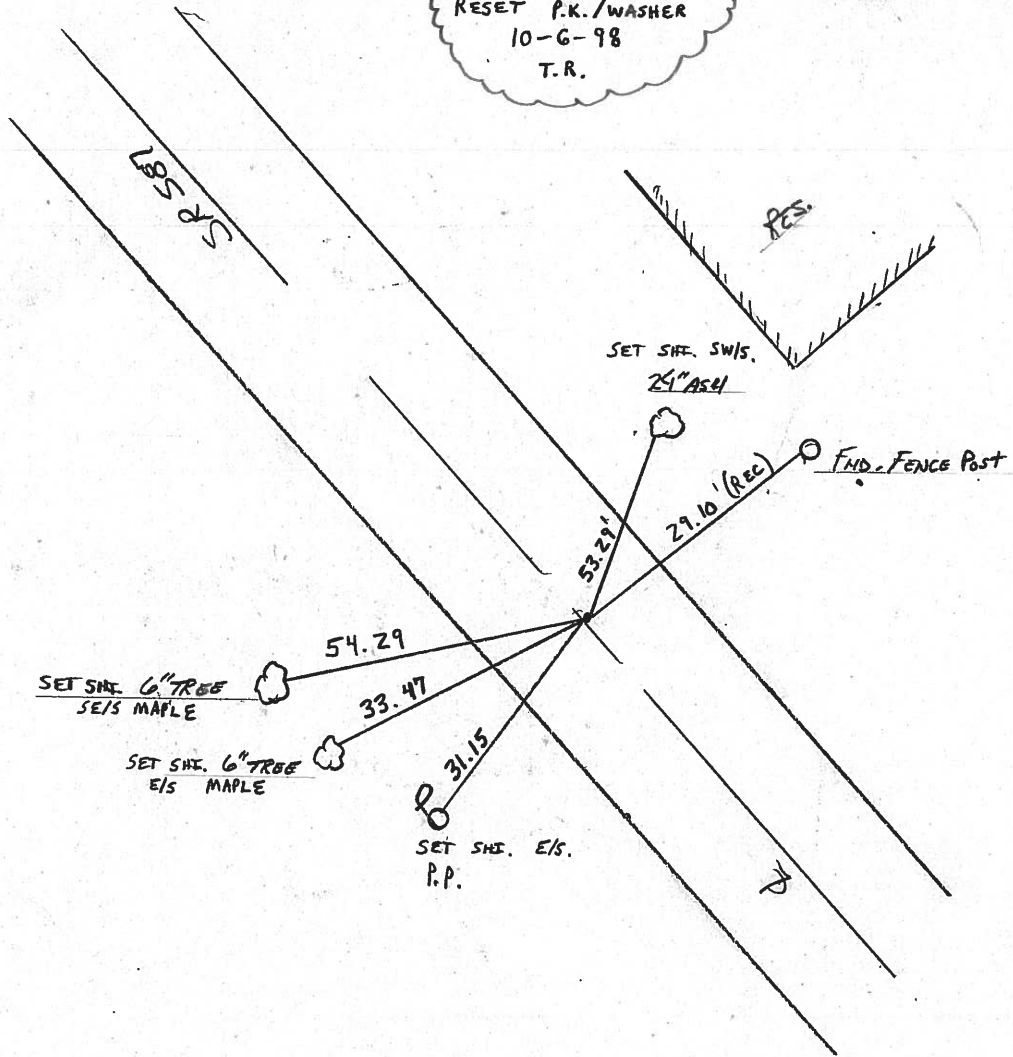 RESET P.K./WASHER
10-6-98
T.R.
SR 587
RES.
SET SHI. SW/S.
24" ASH
FND. FENCE POST
29.10' (REC)
53.29'
54.29
SET SHI. 6" TREE
SE/S MAPLE
33.47
SET SHI. 6" TREE
E/S MAPLE
31.15
SET SHI. E/S.
P.P.